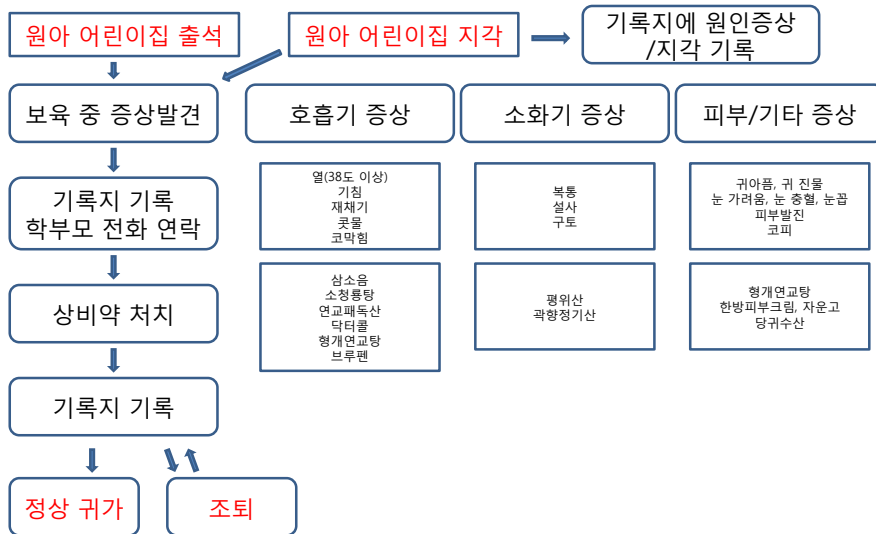 원아 어린이집 출석
원아 어린이집 지각
기록지에 원인증상
/지각 기록
보육 중 증상발견
호흡기 증상
소화기 증상
피부/기타 증상
기록지 기록
학부모 전화 연락
열(38도 이상)
기침
재채기
콧물
코막힘
복통
설사
구토
귀아픔, 귀 진물
눈 가려움, 눈 충혈, 눈꼽
피부발진
코피
상비약 처치
삼소음
소청룡탕
연교패독산
닥터콜
형개연교탕
브루펜
평위산
곽향정기산
형개연교탕
한방피부크림, 자운고
당귀수산
기록지 기록
정상 귀가
조퇴